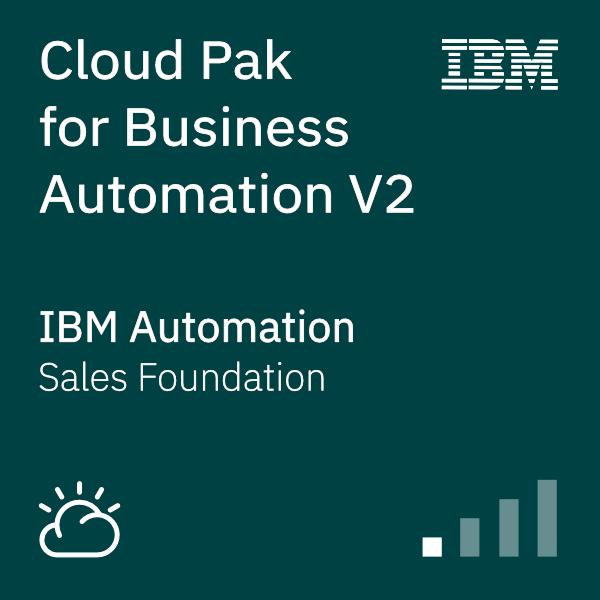 Cloud Pak
IBM
for Business
Automation V2
IBM Automation
Sales Foundation